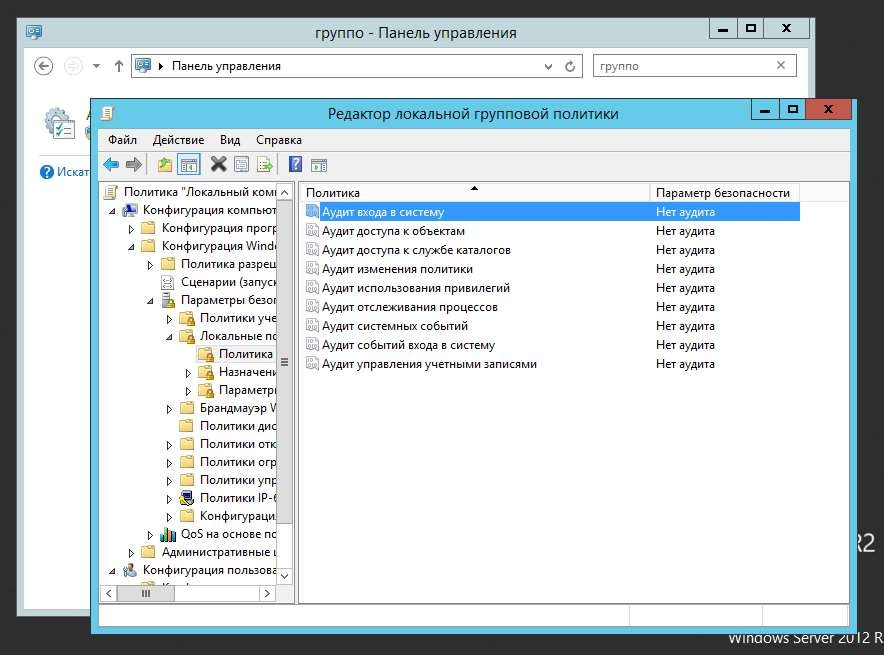 группо - Панель управления
Панель управления
группо
Редактор локальной групповой политики
Файл Действие Вид Справка
Искат
Политика "Локальный ком
Конфигурация компьют
Конфигурация прогр
Конфигурация Windo
Политика разреш
Сценарии (запуск
Параметры безоп
Политики уче
Локальные по
Политика
Назначени
Параметры
Брандмауэр W
Политики дис
Политики отк
Политики огр
Политики упр
Политики IP-б
Конфигураци
QoS на основе по
Административные ш
Конфигурация пользова
Политика Параметр безопасности
Аудит входа в систему Нет аудита
Аудит доступа к объектам Нет аудита
Аудит доступа к службе каталогов Нет аудита
Аудит изменения политики Нет аудита
Аудит использования привилегий Нет аудита
Аудит отслеживания процессов Нет аудита
Аудит системных событий Нет аудита
Аудит событий входа в систему Нет аудита
Аудит управления учетными записями Нет аудита
R2
Windows Server 2012 R